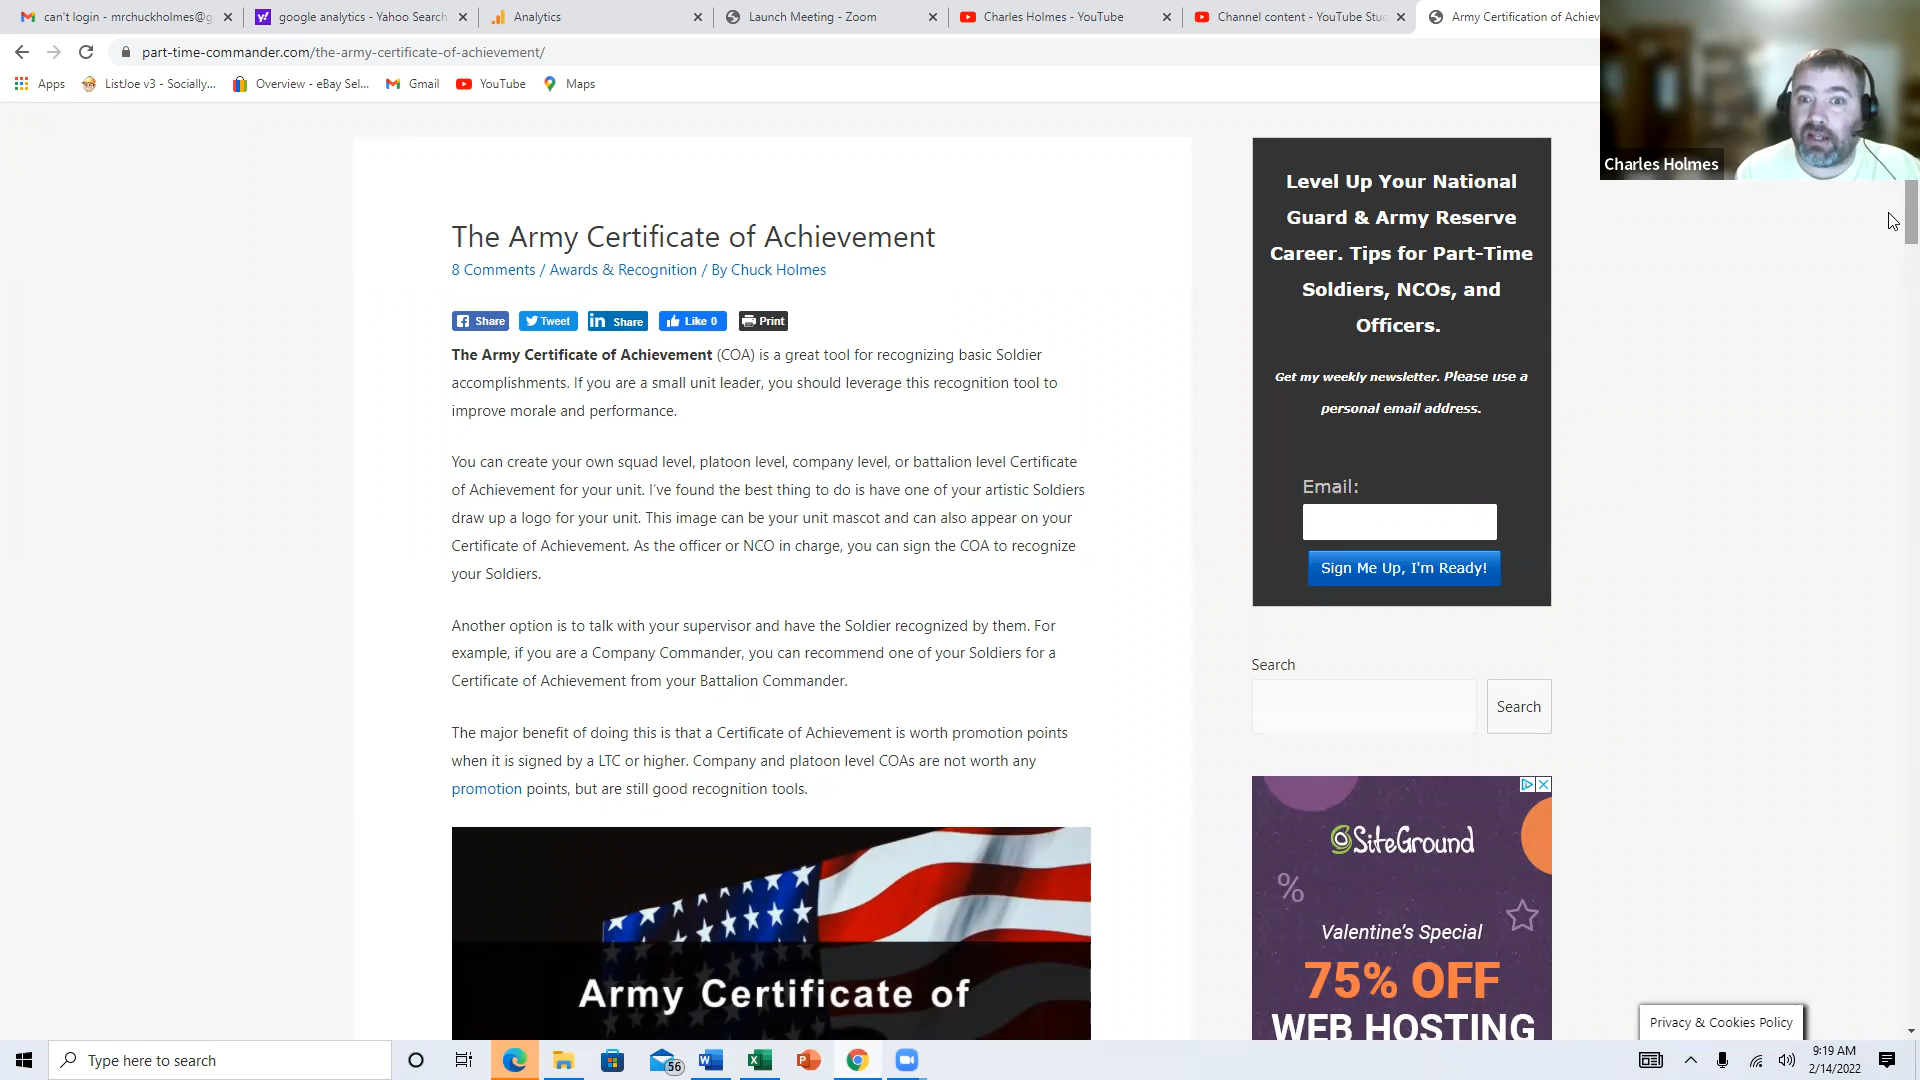 can't login - mrchuckholmes@g
google analytics - Yahoo Search
Analytics
Launch Meeting - Zoom
Charles Holmes - YouTube
Channel content - YouTube Stu
Army Certification of Achiev
part-time-commander.com/the-army-certificate-of-achievement/
Apps
ListJoe v3 - Socially...
Overview - eBay Sel...
Gmail
YouTube
Maps
Charles Holmes
The Army Certificate of Achievement
8 Comments / Awards & Recognition / By Chuck Holmes
Share
Tweet
Share
Like 0
Print
The Army Certificate of Achievement (COA) is a great tool for recognizing basic Soldier
accomplishments. If you are a small unit leader, you should leverage this recognition tool to
improve morale and performance.
You can create your own squad level, platoon level, company level, or battalion level Certificate
of Achievement for your unit. I've found the best thing to do is have one of your artistic Soldiers
draw up a logo for your unit. This image can be your unit mascot and can also appear on your
Certificate of Achievement. As the officer or NCO in charge, you can sign the COA to recognize
your Soldiers.
Another option is to talk with your supervisor and have the Soldier recognized by them. For
example, if you are a Company Commander, you can recommend one of your Soldiers for a
Certificate of Achievement from your Battalion Commander.
The major benefit of doing this is that a Certificate of Achievement is worth promotion points
when it is signed by a LTC or higher. Company and platoon level COAs are not worth any
promotion points, but are still good recognition tools.
Army Certificate of
Level Up Your National
Guard & Army Reserve
Career. Tips for Part-Time
Soldiers, NCOs, and
Officers.
Get my weekly newsletter. Please use a
personal email address.
Email:
Sign Me Up, I'm Ready!
Search
Search
SiteGround
%
Valentine's Special
75% OFF
WEB HOSTING
Privacy & Cookies Policy
Type here to search
56
9:19 AM
2/14/2022